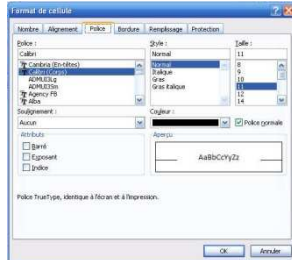 Format de cellule
Nombre Alignement Police Bordure Remplissage Protection
Police : Style : Taille :
Calibri Normal 11
Cambria (En-têtes) Normal 8
Calibri (Corps) Italique 9
ADMUI3Lg Gras 10
ADMUI3Sm Gras italique 11
Agency FB 12
Alba 14
Soulignement : Couleur :
Aucun Police normale
Attributs Aperçu
Barré
Exposant AaBbCcYyZz
Indice
Police TrueType, identique à l'écran et à l'impression.
OK Annuler